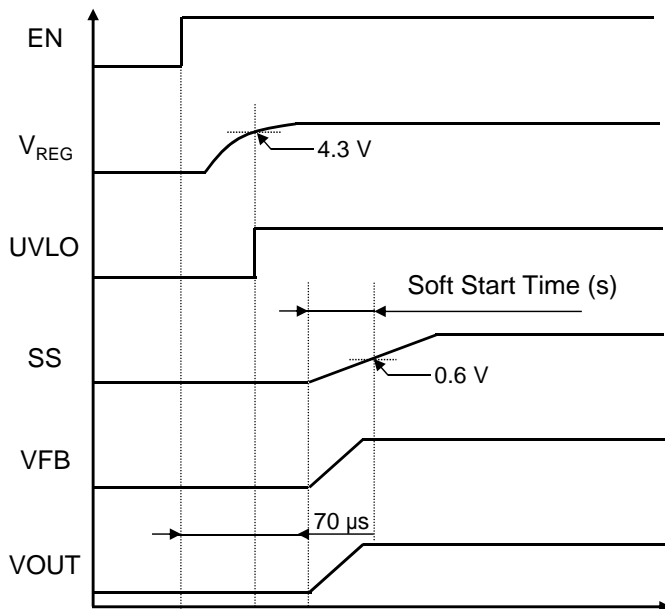 EN
VREG
4.3 V
UVLO
Soft Start Time (s)
SS
0.6 V
VFB
70 µs
VOUT